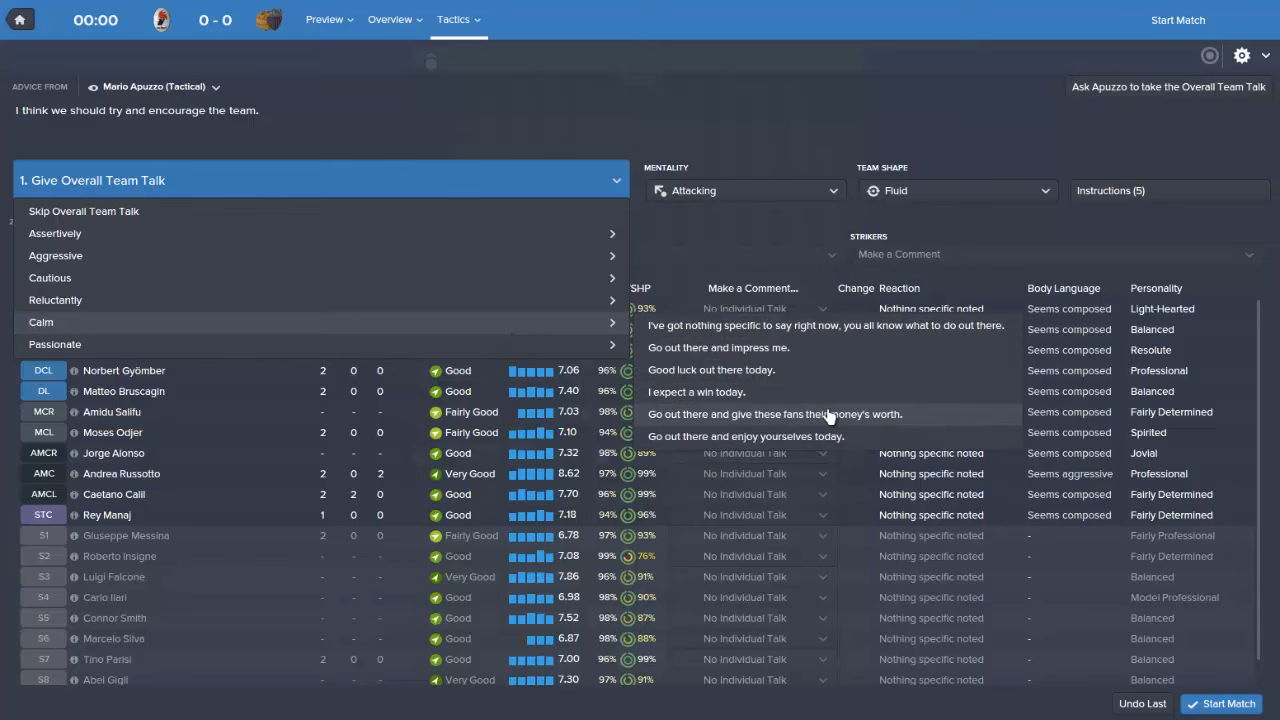 00:00 0 - 0 Preview Overview Tactics Start Match
ADVICE FROM Mario Apuzzo (Tactical) Ask Apuzzo to take the Overall Team Talk
I think we should try and encourage the team.
1. Give Overall Team Talk
MENTALITY TEAM SHAPE
Attacking Fluid Instructions (5)
Skip Overall Team Talk
Assertively
Aggressive
Cautious
Reluctantly
Calm
Passionate
STRIKERS
Make a Comment
SHP Make a Comment... Change Reaction Body Language Personality
93% No Individual Talk Nothing specific noted Seems composed Light-Hearted
I've got nothing specific to say right now, you all know what to do out there.
Go out there and impress me.
Good luck out there today.
I expect a win today.
Go out there and give these fans their money's worth.
Go out there and enjoy yourselves today.
Seems composed Balanced
Seems composed Resolute
DCL Norbert Gyömber 2 0 0 Good 7.06 96% Seems composed Professional
DL Matteo Bruscagin 2 0 0 Good 7.40 96% Seems composed Balanced
MCR Amidu Salifu - - - Fairly Good 7.03 98% Seems composed Fairly Determined
MCL Moses Odjer 2 0 0 Fairly Good 7.10 94% Seems composed Spirited
AMCR Jorge Alonso - - - Good 7.32 98% 89% No Individual Talk Nothing specific noted Seems composed Jovial
AMC Andrea Russotto 2 0 2 Very Good 8.62 97% 99% No Individual Talk Nothing specific noted Seems aggressive Professional
AMCL Caetano Calil 2 2 0 Good 7.70 96% 99% No Individual Talk Nothing specific noted Seems composed Fairly Determined
STC Rey Manaj 1 0 0 Good 7.18 94% 96% No Individual Talk Nothing specific noted Seems composed Fairly Determined
S1 Giuseppe Messina 2 0 0 Fairly Good 6.78 97% 93% No Individual Talk Nothing specific noted - Fairly Professional
S2 Roberto Insigne - - - Good 7.08 99% 76% No Individual Talk Nothing specific noted - Fairly Determined
S3 Luigi Falcone - - - Very Good 7.86 96% 91% No Individual Talk Nothing specific noted - Balanced
S4 Carlo Ilari - - - Good 6.98 98% 90% No Individual Talk Nothing specific noted - Model Professional
S5 Connor Smith - - - Good 7.52 98% 87% No Individual Talk Nothing specific noted - Balanced
S6 Marcelo Silva - - - Good 6.87 98% 88% No Individual Talk Nothing specific noted - Balanced
S7 Tino Parisi 2 0 0 Good 7.00 96% 99% No Individual Talk Nothing specific noted - Balanced
S8 Abel Gigli - - - Very Good 7.30 97% 91% No Individual Talk Nothing specific noted - Balanced
Undo Last Start Match